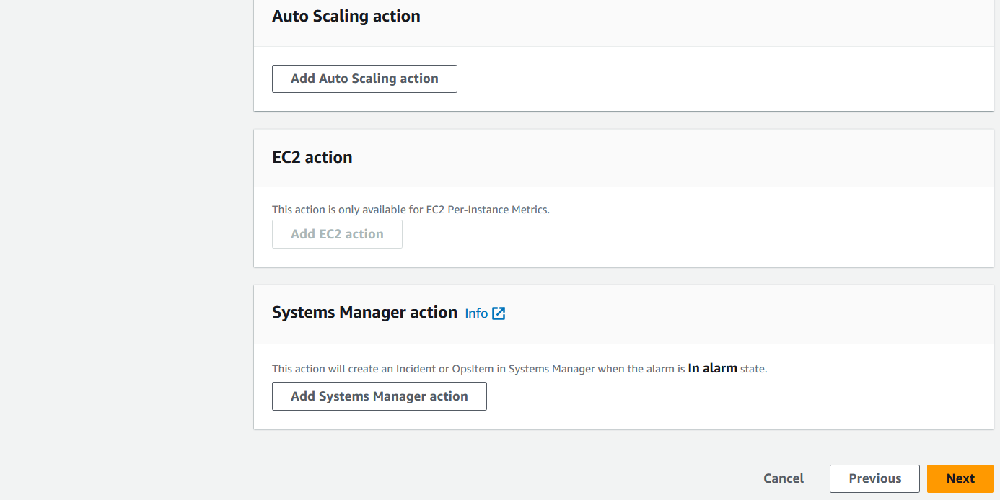 Auto Scaling action
Add Auto Scaling action
EC2 action
This action is only available for EC2 Per-Instance Metrics.
Add EC2 action
Systems Manager action Info
This action will create an Incident or OpsItem in Systems Manager when the alarm is In alarm state.
Add Systems Manager action
Cancel Previous Next